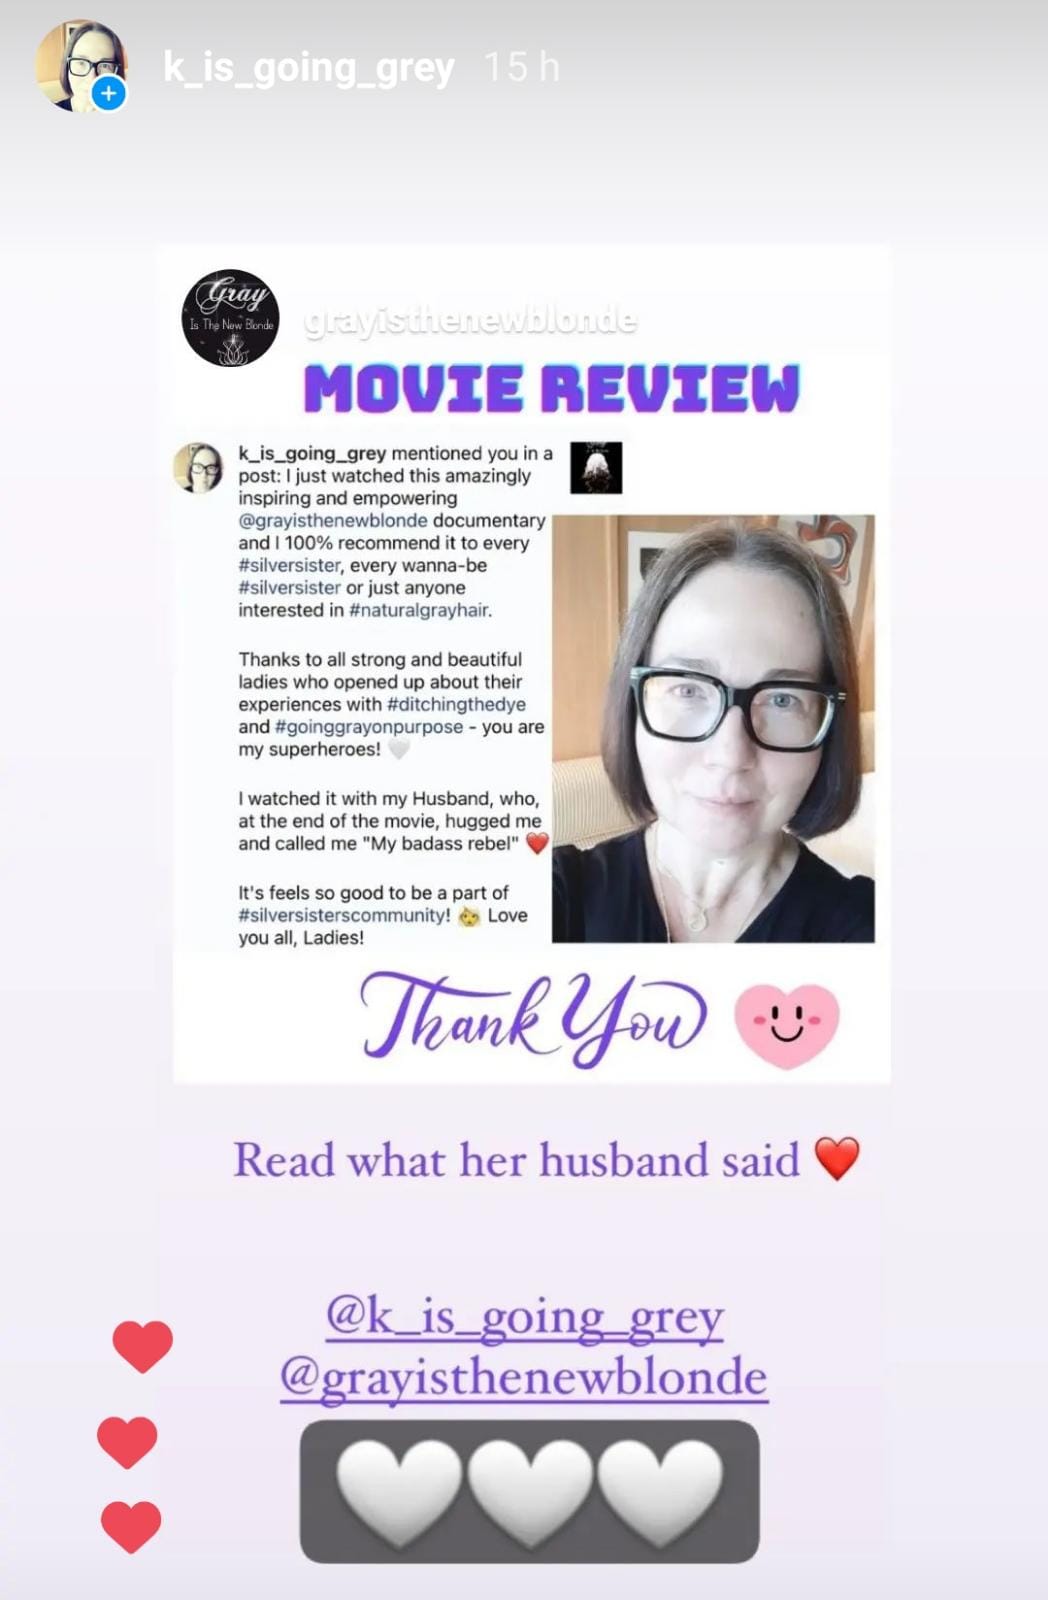 k_is_going_grey 15 h
Gray
Is The New Blonde
grayisthenewblonde
MOVIE REVIEW
k_is_going_grey mentioned you in a
post: I just watched this amazingly
inspiring and empowering
@grayisthenewblonde documentary
and I 100% recommend it to every
#silversister, every wanna-be
#silversister or just anyone
interested in #naturalgrayhair.
Thanks to all strong and beautiful
ladies who opened up about their
experiences with #ditchingthedye
and #goinggrayonpurpose - you are
my superheroes! 🤍
I watched it with my Husband, who,
at the end of the movie, hugged me
and called me "My badass rebel" ❤️
It's feels so good to be a part of
#silversisterscommunity! 🐱 Love
you all, Ladies!
Thank You
Read what her husband said ❤️
@k_is_going_grey
@grayisthenewblonde